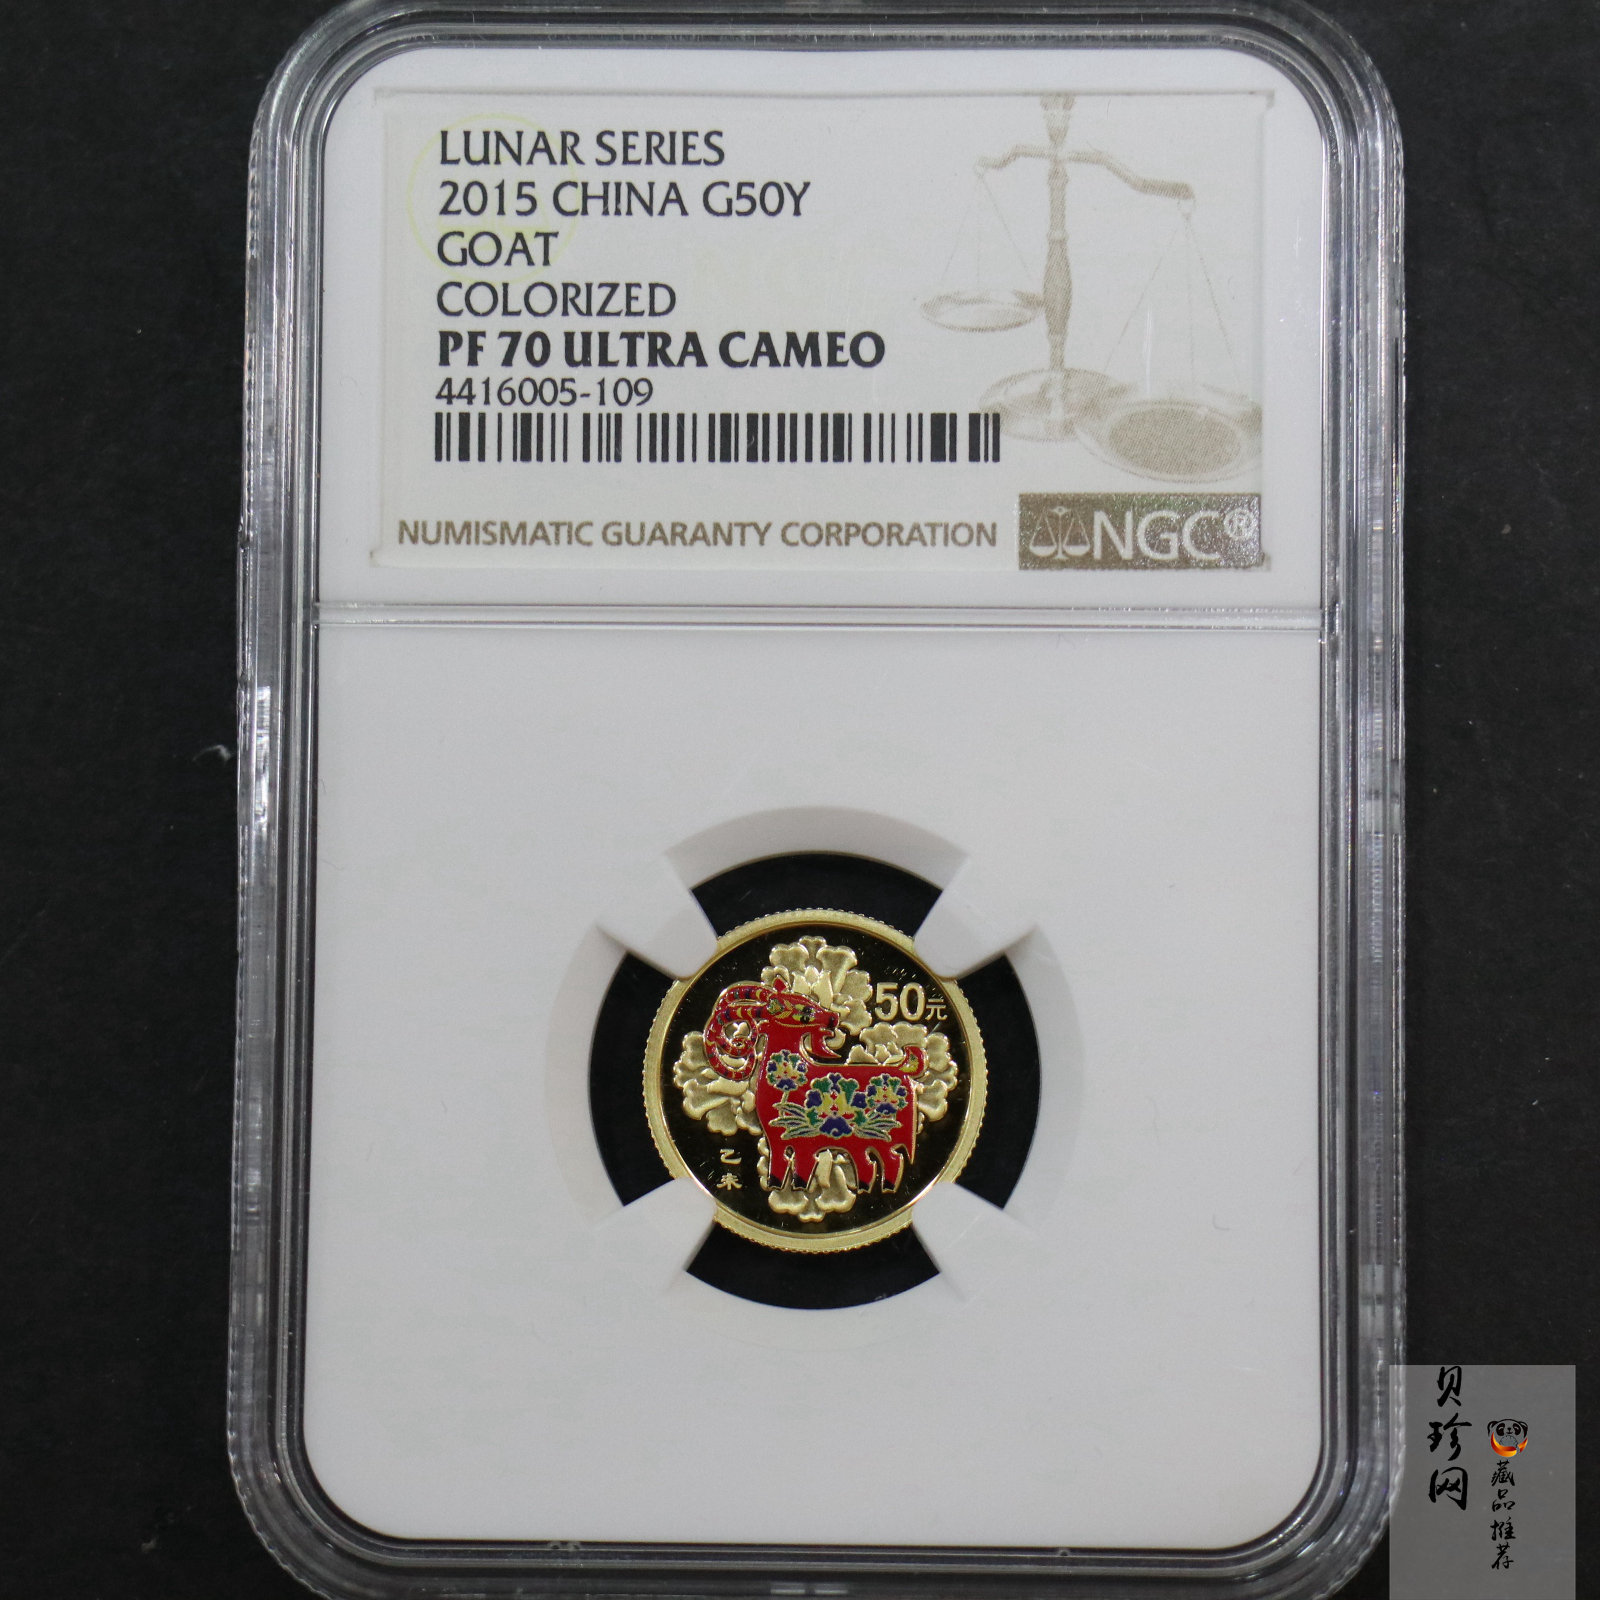 LUNAR SERIES
2015 CHINA G50Y
GOAT
COLORIZED
PF 70 ULTRA CAMEO
4416005-109
NUMISMATIC GUARANTY CORPORATION
NGC®
50元
乙
未
贝珍网
藏品推荐